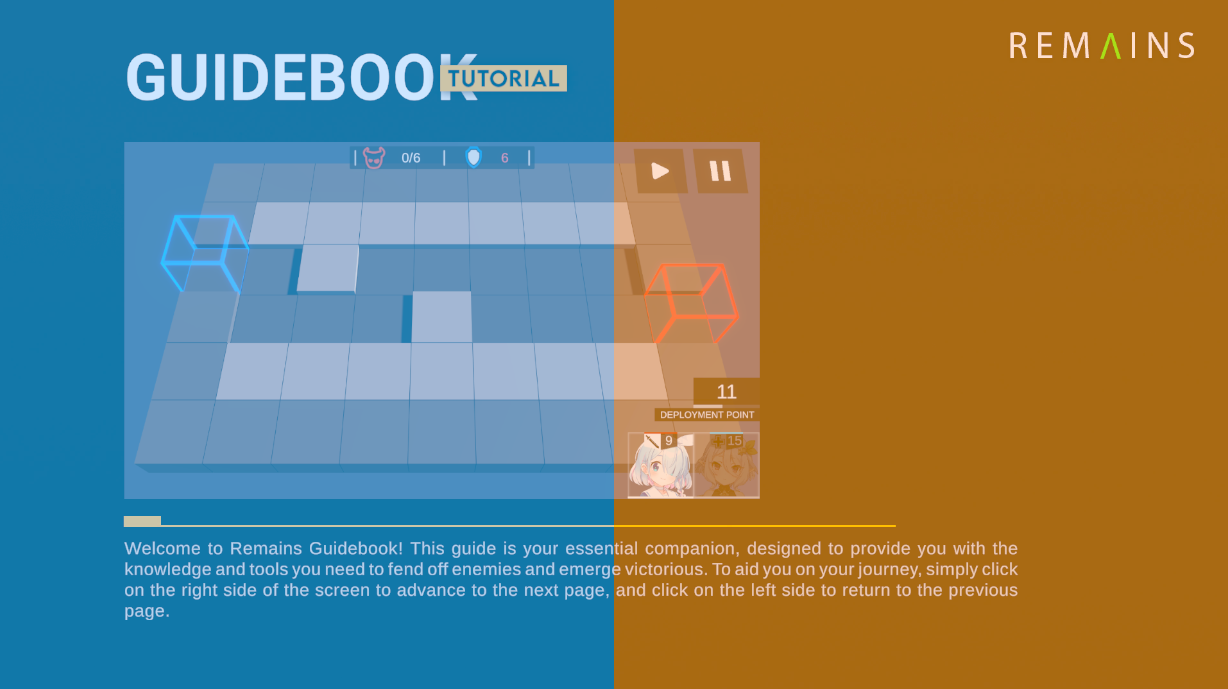 REMAINS
GUIDEBOOK
TUTORIAL
0/6
6
11
DEPLOYMENT POINT
9
15
Welcome to Remains Guidebook! This guide is your essential companion, designed to provide you with the
knowledge and tools you need to fend off enemies and emerge victorious. To aid you on your journey, simply click
on the right side of the screen to advance to the next page, and click on the left side to return to the previous
page.